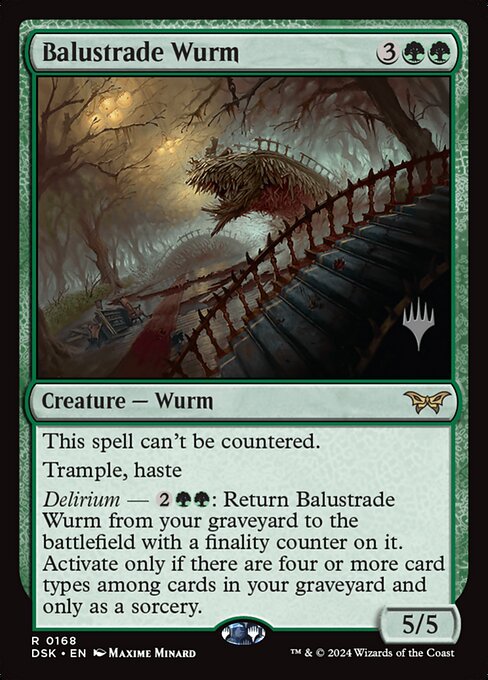 Balustrade Wurm 3
Creature — Wurm
This spell can't be countered.
Trample, haste
Delirium — 2: Return Balustrade
Wurm from your graveyard to the
battlefield with a finality counter on it.
Activate only if there are four or more card
types among cards in your graveyard and
only as a sorcery.
5/5
R 0168
DSK • EN Maxime Minard
™ & © 2024 Wizards of the Coast